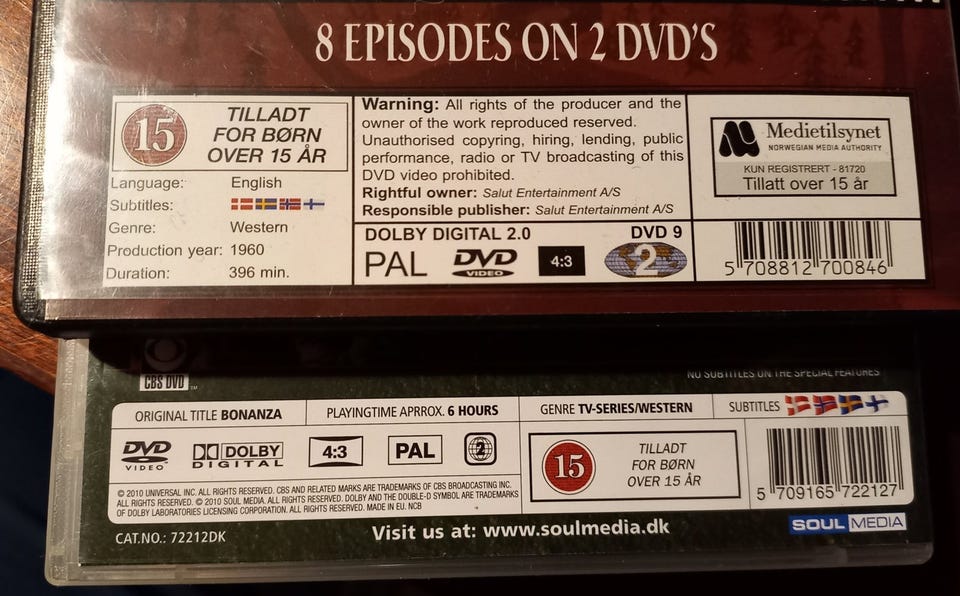 8 EPISODES ON 2 DVD'S
15
TILLADT
FOR BØRN
OVER 15 ÅR
Language: English
Subtitles:
Genre: Western
Production year: 1960
Duration: 396 min.
Warning: All rights of the producer and the
owner of the work reproduced reserved.
Unauthorised copyring, hiring, lending, public
performance, radio or TV broadcasting of this
DVD video prohibited.
Rightful owner: Salut Entertainment A/S
Responsible publisher: Salut Entertainment A/S
DOLBY DIGITAL 2.0 DVD 9
PAL DVD VIDEO 4:3 2
Medietilsynet
NORWEGIAN MEDIA AUTHORITY
KUN REGISTRERT - 81720
Tillatt over 15 år
5 708812 700846
CBS DVD TM
NO SUBTITLES ON THE SPECIAL FEATURES
ORIGINAL TITLE BONANZA PLAYINGTIME APRROX. 6 HOURS GENRE TV-SERIES/WESTERN SUBTITLES
DVD VIDEO DOLBY DIGITAL 4:3 PAL 2
15
TILLADT
FOR BØRN
OVER 15 ÅR
5 709165 722127
© 2010 UNIVERSAL INC. ALL RIGHTS RESERVED. CBS AND RELATED MARKS ARE TRADEMARKS OF CBS BROADCASTING INC.
ALL RIGHTS RESERVED. © 2010 SOUL MEDIA. ALL RIGHTS RESERVED. DOLBY AND THE DOUBLE-D SYMBOL ARE TRADEMARKS
OF DOLBY LABORATORIES LICENSING CORPORATION. ALL RIGHTS RESERVED. MADE IN EU. NCB
CAT.NO.: 72212DK
Visit us at: www.soulmedia.dk
SOUL MEDIA